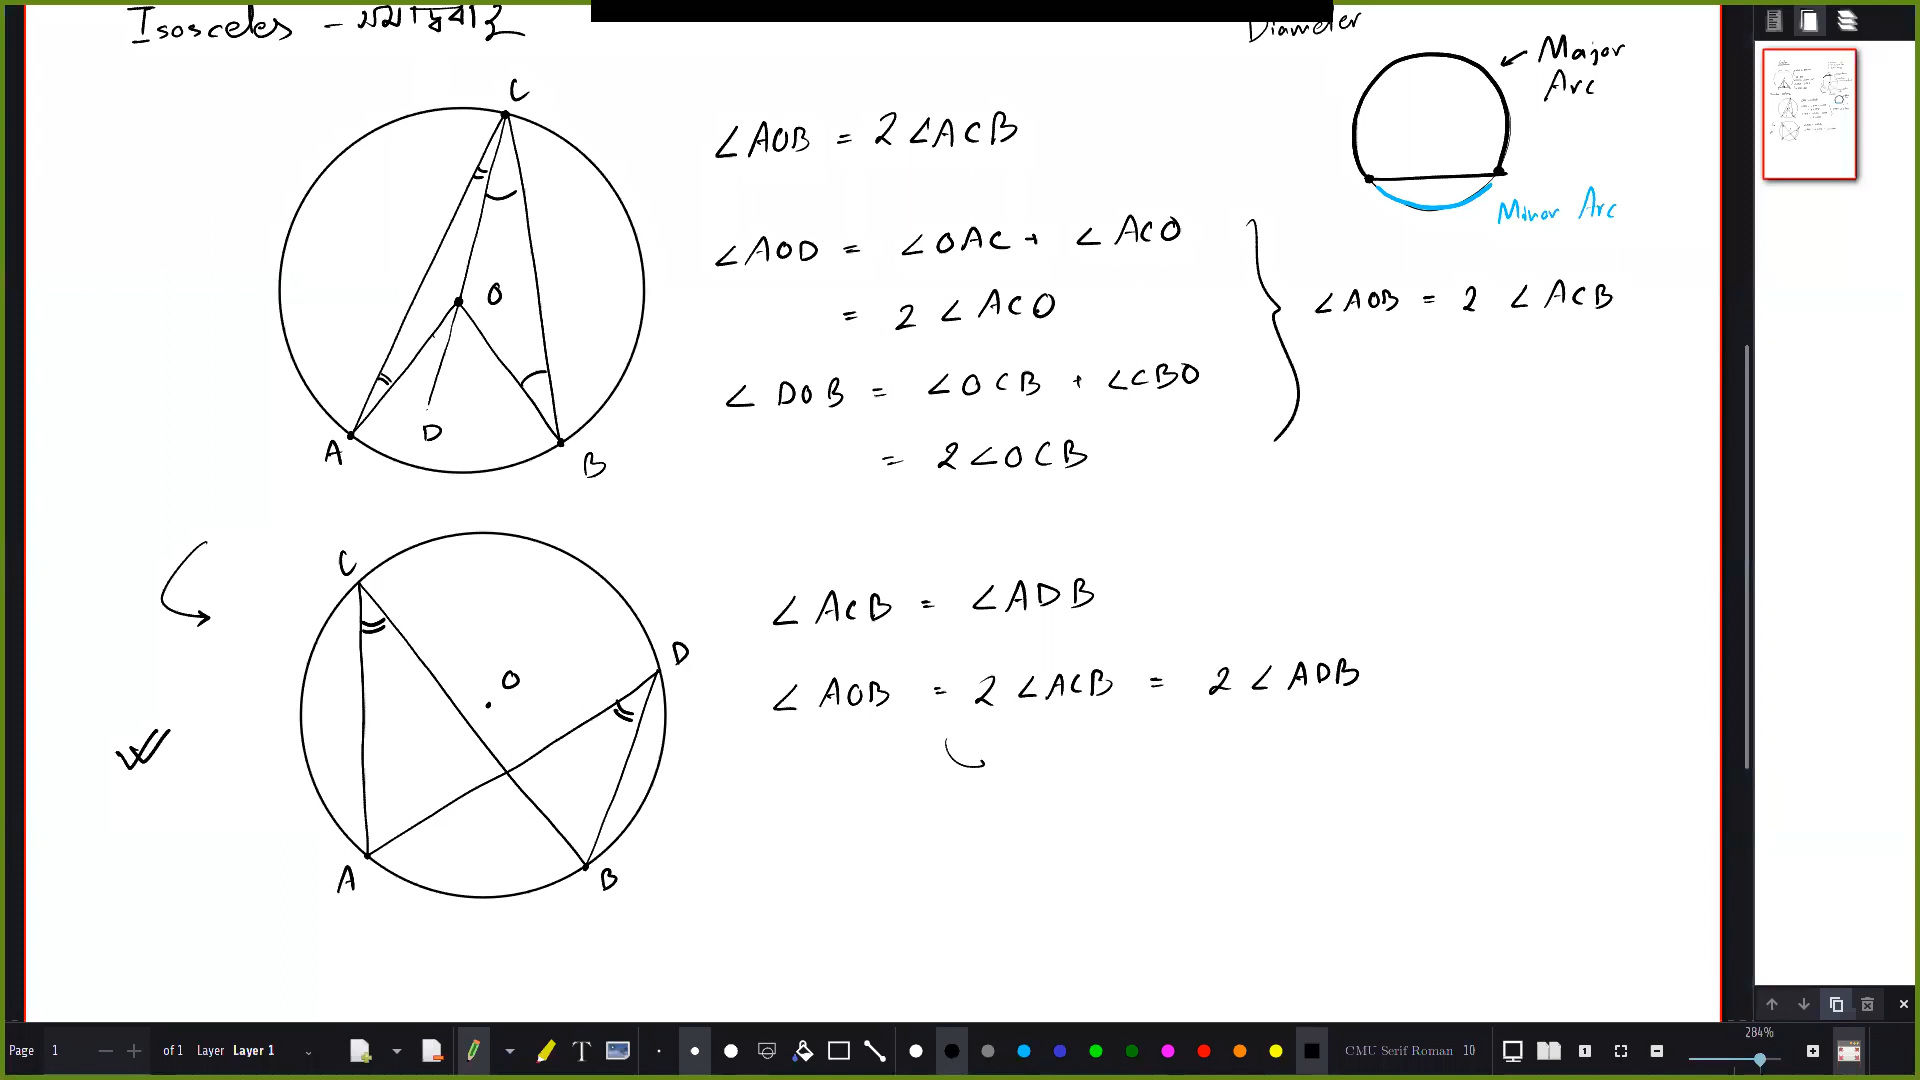 Isosceles - সমদ্বিবাহু
Diameter
Major
Arc
Minor Arc
C
O
A
D
B
∠AOB = 2∠ACB
∠AOD = ∠OAC + ∠ACO
= 2 ∠ACO
∠DOB = ∠OCB + ∠CBO
= 2∠OCB
∠AOB = 2 ∠ACB
C
D
O
A
B
∠ACB = ∠ADB
∠AOB = 2 ∠ACB = 2 ∠ADB
Page 1 of 1 Layer Layer 1
CMU Serif Roman 10
284%